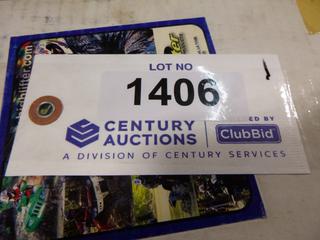 LOT NO
1406
CENTURY
AUCTIONS
ED BY
ClubBid
A DIVISION OF CENTURY SERVICES